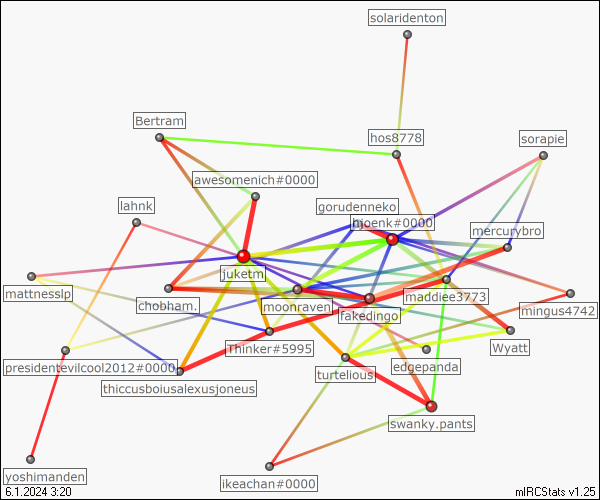 solaridenton
Bertram
hos8778
sorapie
awesomenich#0000
lahnk
gorudenneko
bjoenk#0000
mercurybro
juketm
mattnesslp
chobham.
moonraven
maddiee3773
mingus4742
fakedingo
Thinker#5995
Wyatt
edgepanda
presidentevilcool2012#0000
turtelious
thiccusboiusalexusjoneus
swanky.pants
yoshimanden
ikeachan#0000
6.1.2024 3:20
mIRCStats v1.25